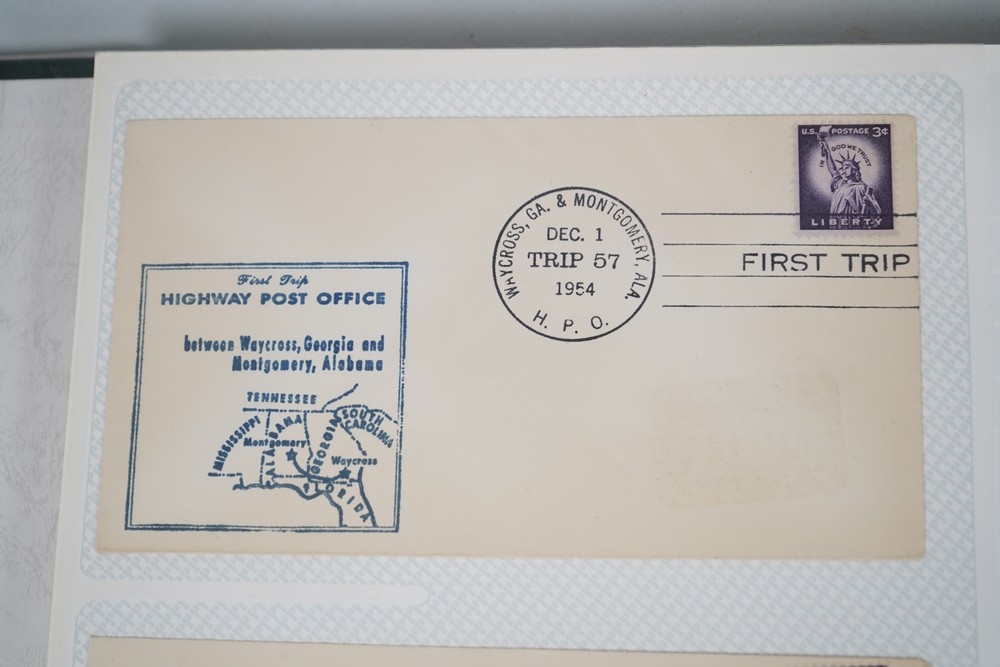 U.S. POSTAGE 3¢
IN GOD WE TRUST
LIBERTY
WAYCROSS, GA. & MONTGOMERY, ALA.
DEC. 1
TRIP 57
1954
H. P. O.
FIRST TRIP
First Trip
HIGHWAY POST OFFICE
between Waycross, Georgia and
Montgomery, Alabama
TENNESSEE
MISSISSIPPI
ALABAMA
GEORGIA
SOUTH
CAROLINA
Montgomery
Waycross
FLORIDA